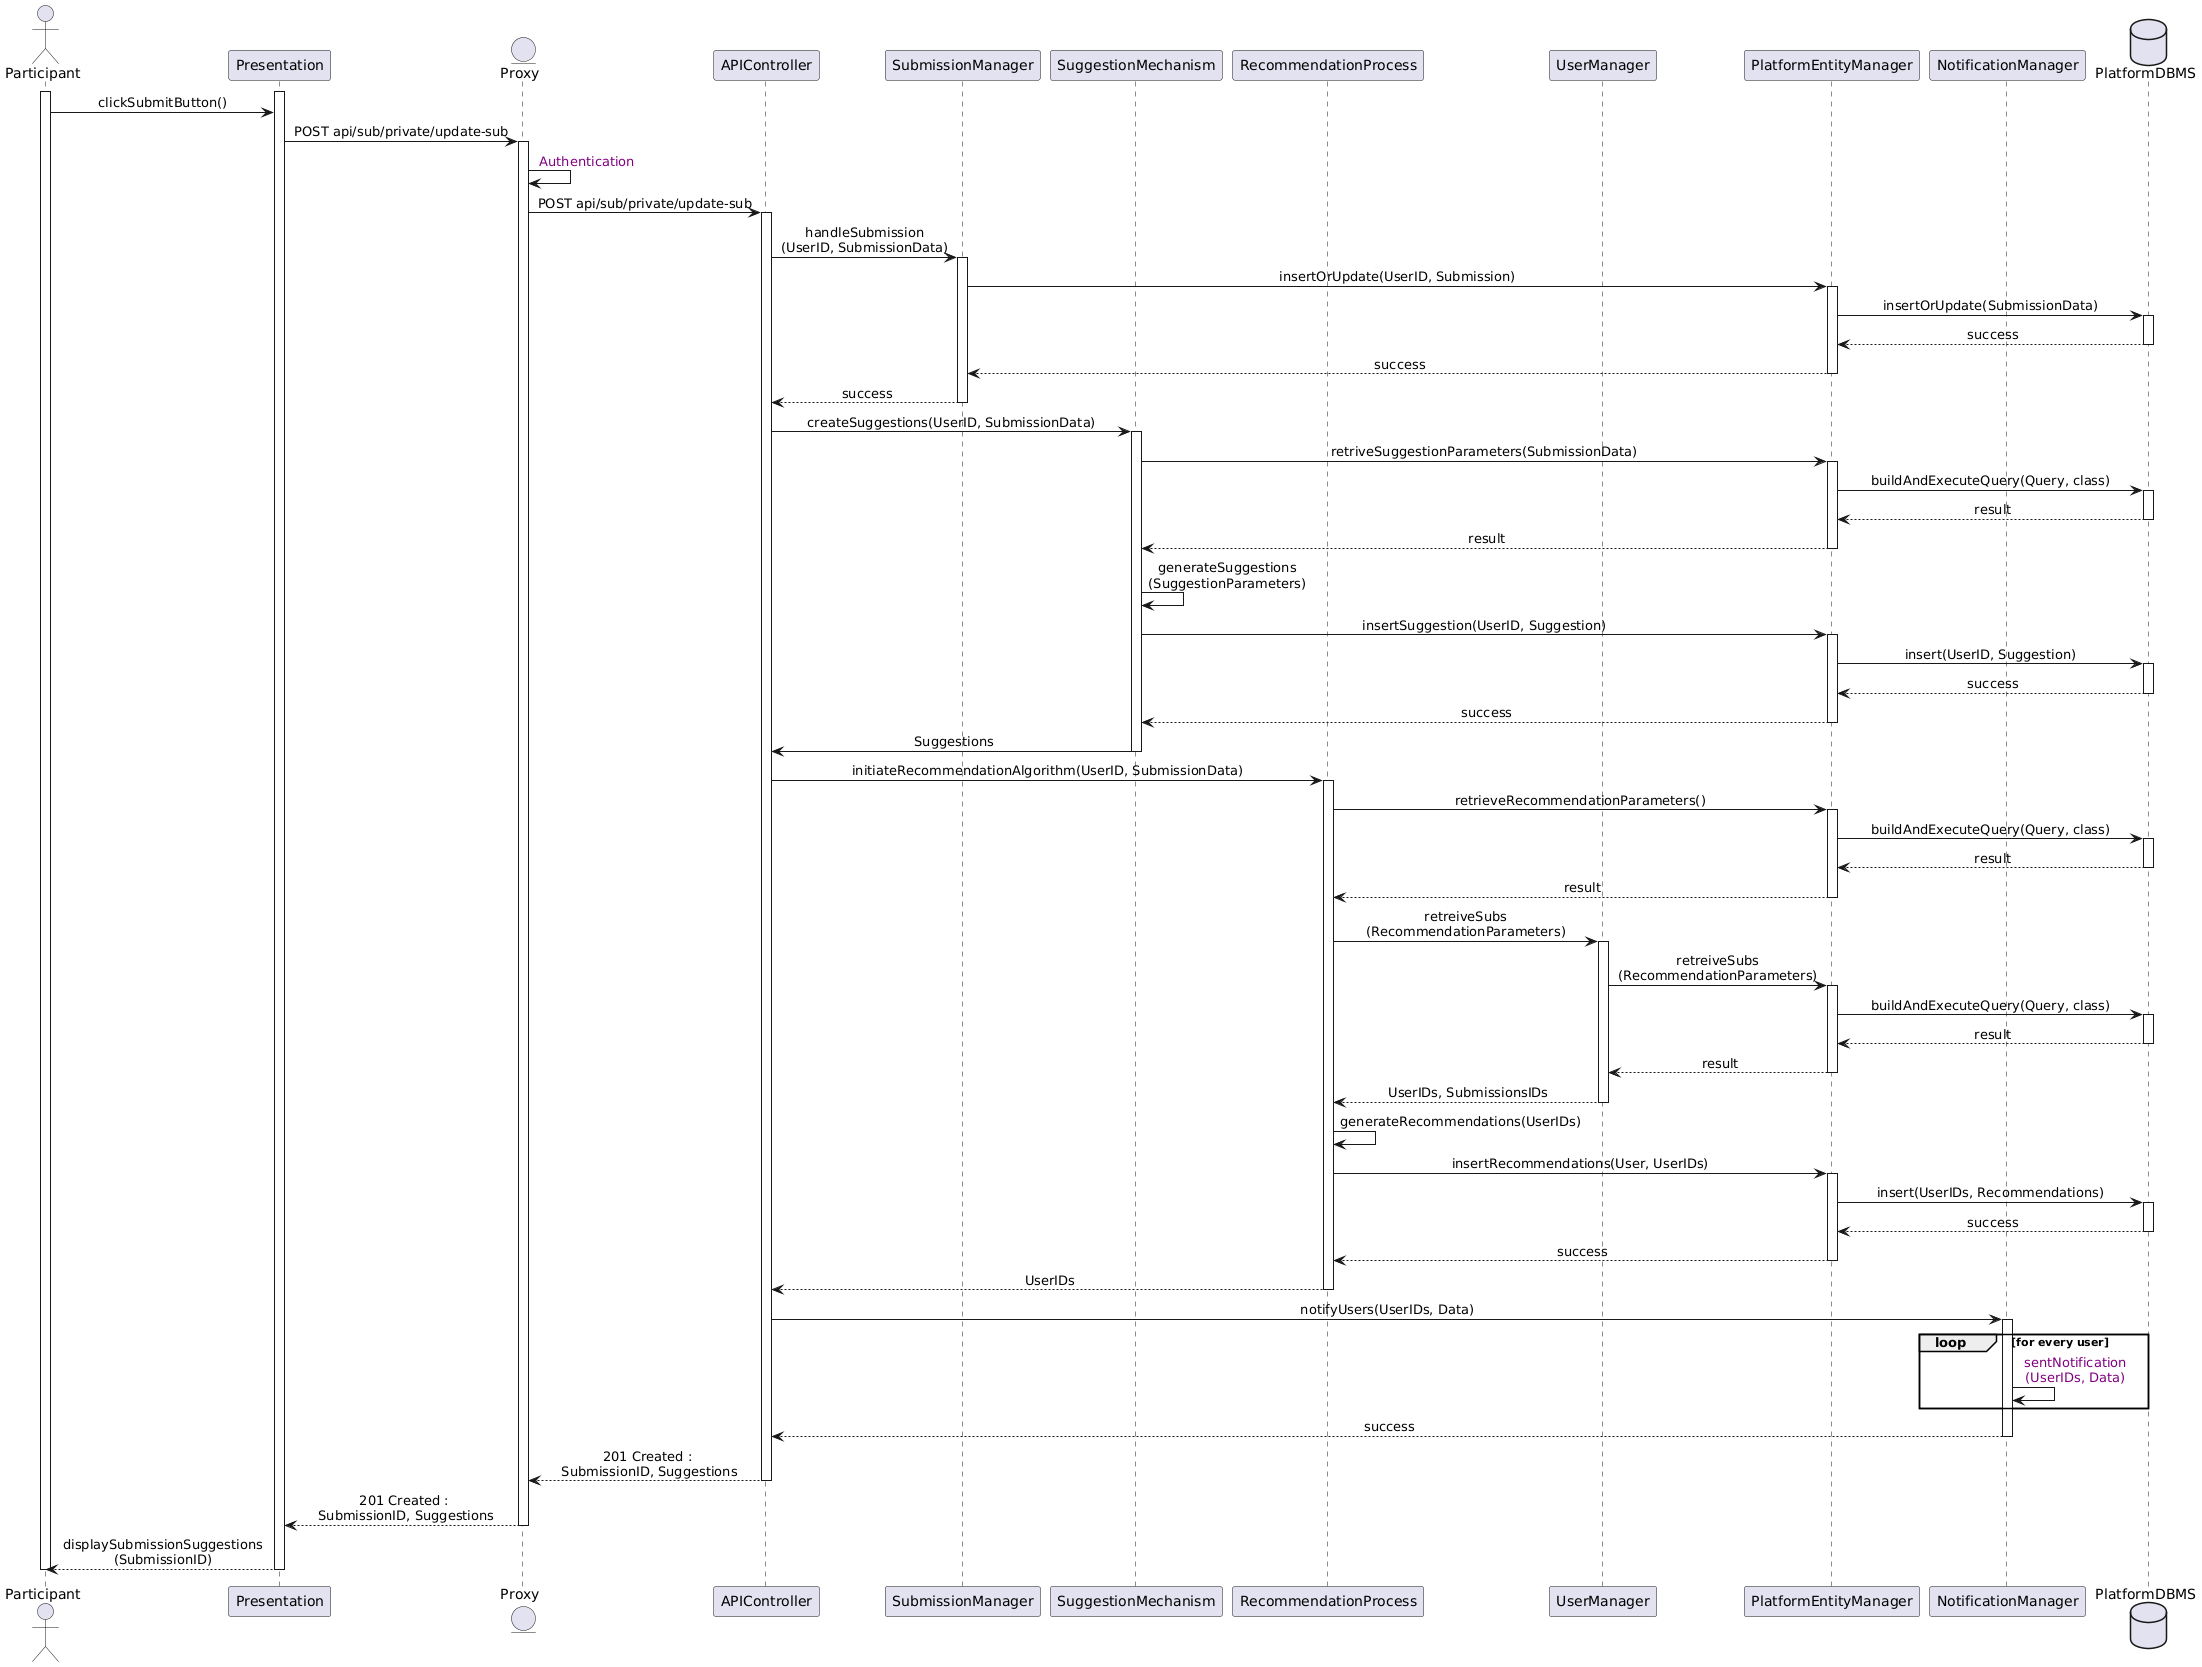 Participant
Presentation
Proxy
APIController
SubmissionManager
SuggestionMechanism
RecommendationProcess
UserManager
PlatformEntityManager
NotificationManager
PlatformDBMS
clickSubmitButton()
POST api/sub/private/update-sub
Authentication
POST api/sub/private/update-sub
handleSubmission
(UserID, SubmissionData)
insertOrUpdate(UserID, Submission)
insertOrUpdate(SubmissionData)
success
success
success
createSuggestions(UserID, SubmissionData)
retriveSuggestionParameters(SubmissionData)
buildAndExecuteQuery(Query, class)
result
result
generateSuggestions
(SuggestionParameters)
insertSuggestion(UserID, Suggestion)
insert(UserID, Suggestion)
success
success
Suggestions
initiateRecommendationAlgorithm(UserID, SubmissionData)
retrieveRecommendationParameters()
buildAndExecuteQuery(Query, class)
result
result
retreiveSubs
(RecommendationParameters)
retreiveSubs
(RecommendationParameters)
buildAndExecuteQuery(Query, class)
result
result
UserIDs, SubmissionsIDs
generateRecommendations(UserIDs)
insertRecommendations(User, UserIDs)
insert(UserIDs, Recommendations)
success
success
UserIDs
notifyUsers(UserIDs, Data)
loop [for every user]
sentNotification
(UserIDs, Data)
success
201 Created :
SubmissionID, Suggestions
201 Created :
SubmissionID, Suggestions
displaySubmissionSuggestions
(SubmissionID)
Participant
Presentation
Proxy
APIController
SubmissionManager
SuggestionMechanism
RecommendationProcess
UserManager
PlatformEntityManager
NotificationManager
PlatformDBMS